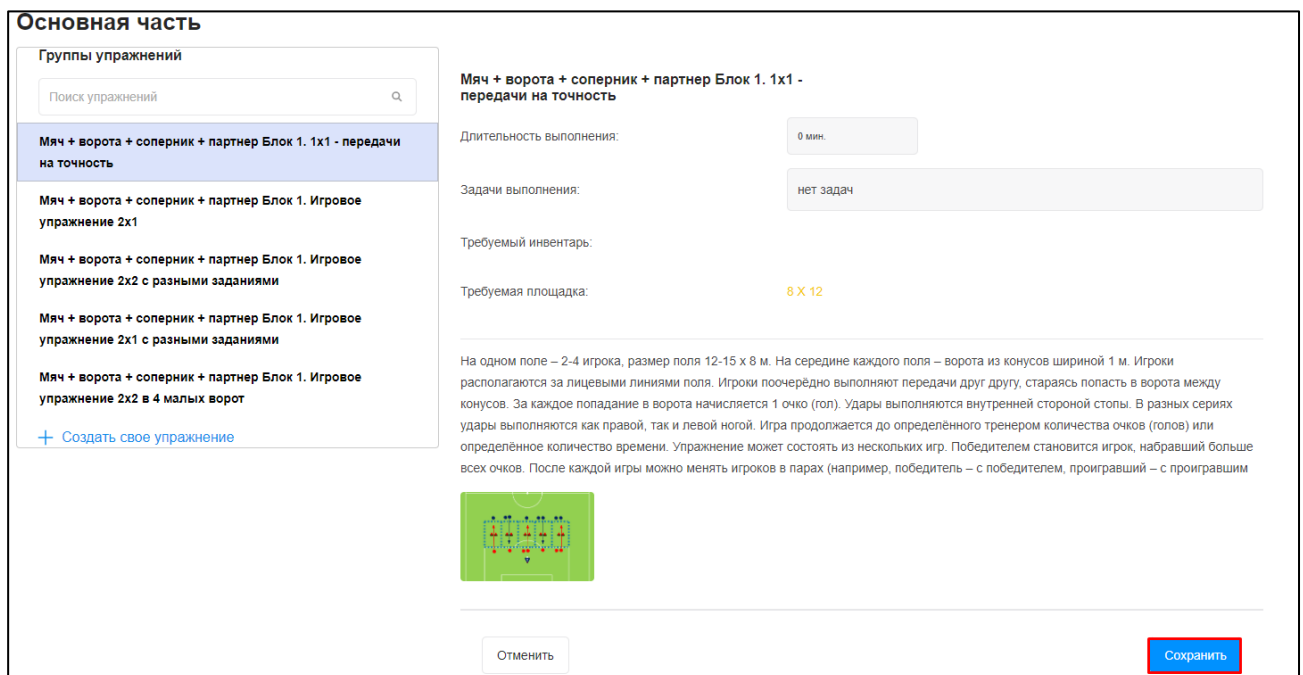 Основная часть
Группы упражнений
Поиск упражнений
Мяч + ворота + соперник + партнер Блок 1. 1x1 - передачи
на точность
Мяч + ворота + соперник + партнер Блок 1. Игровое
упражнение 2x1
Мяч + ворота + соперник + партнер Блок 1. Игровое
упражнение 2x2 с разными заданиями
Мяч + ворота + соперник + партнер Блок 1. Игровое
упражнение 2x1 с разными заданиями
Мяч + ворота + соперник + партнер Блок 1. Игровое
упражнение 2x2 в 4 малых ворот
+ Создать свое упражнение
Мяч + ворота + соперник + партнер Блок 1. 1x1 -
передачи на точность
Длительность выполнения:
0 мин.
Задачи выполнения:
нет задач
Требуемый инвентарь:
Требуемая площадка:
8 X 12
На одном поле – 2-4 игрока, размер поля 12-15 x 8 м. На середине каждого поля – ворота из конусов шириной 1 м. Игроки
располагаются за лицевыми линиями поля. Игроки поочерёдно выполняют передачи друг другу, стараясь попасть в ворота между
конусов. За каждое попадание в ворота начисляется 1 очко (гол). Удары выполняются внутренней стороной стопы. В разных сериях
удары выполняются как правой, так и левой ногой. Игра продолжается до определённого тренером количества очков (голов) или
определённое количество времени. Упражнение может состоять из нескольких игр. Победителем становится игрок, набравший больше
всех очков. После каждой игры можно менять игроков в парах (например, победитель – с победителем, проигравший – с проигравшим
Отменить
Сохранить